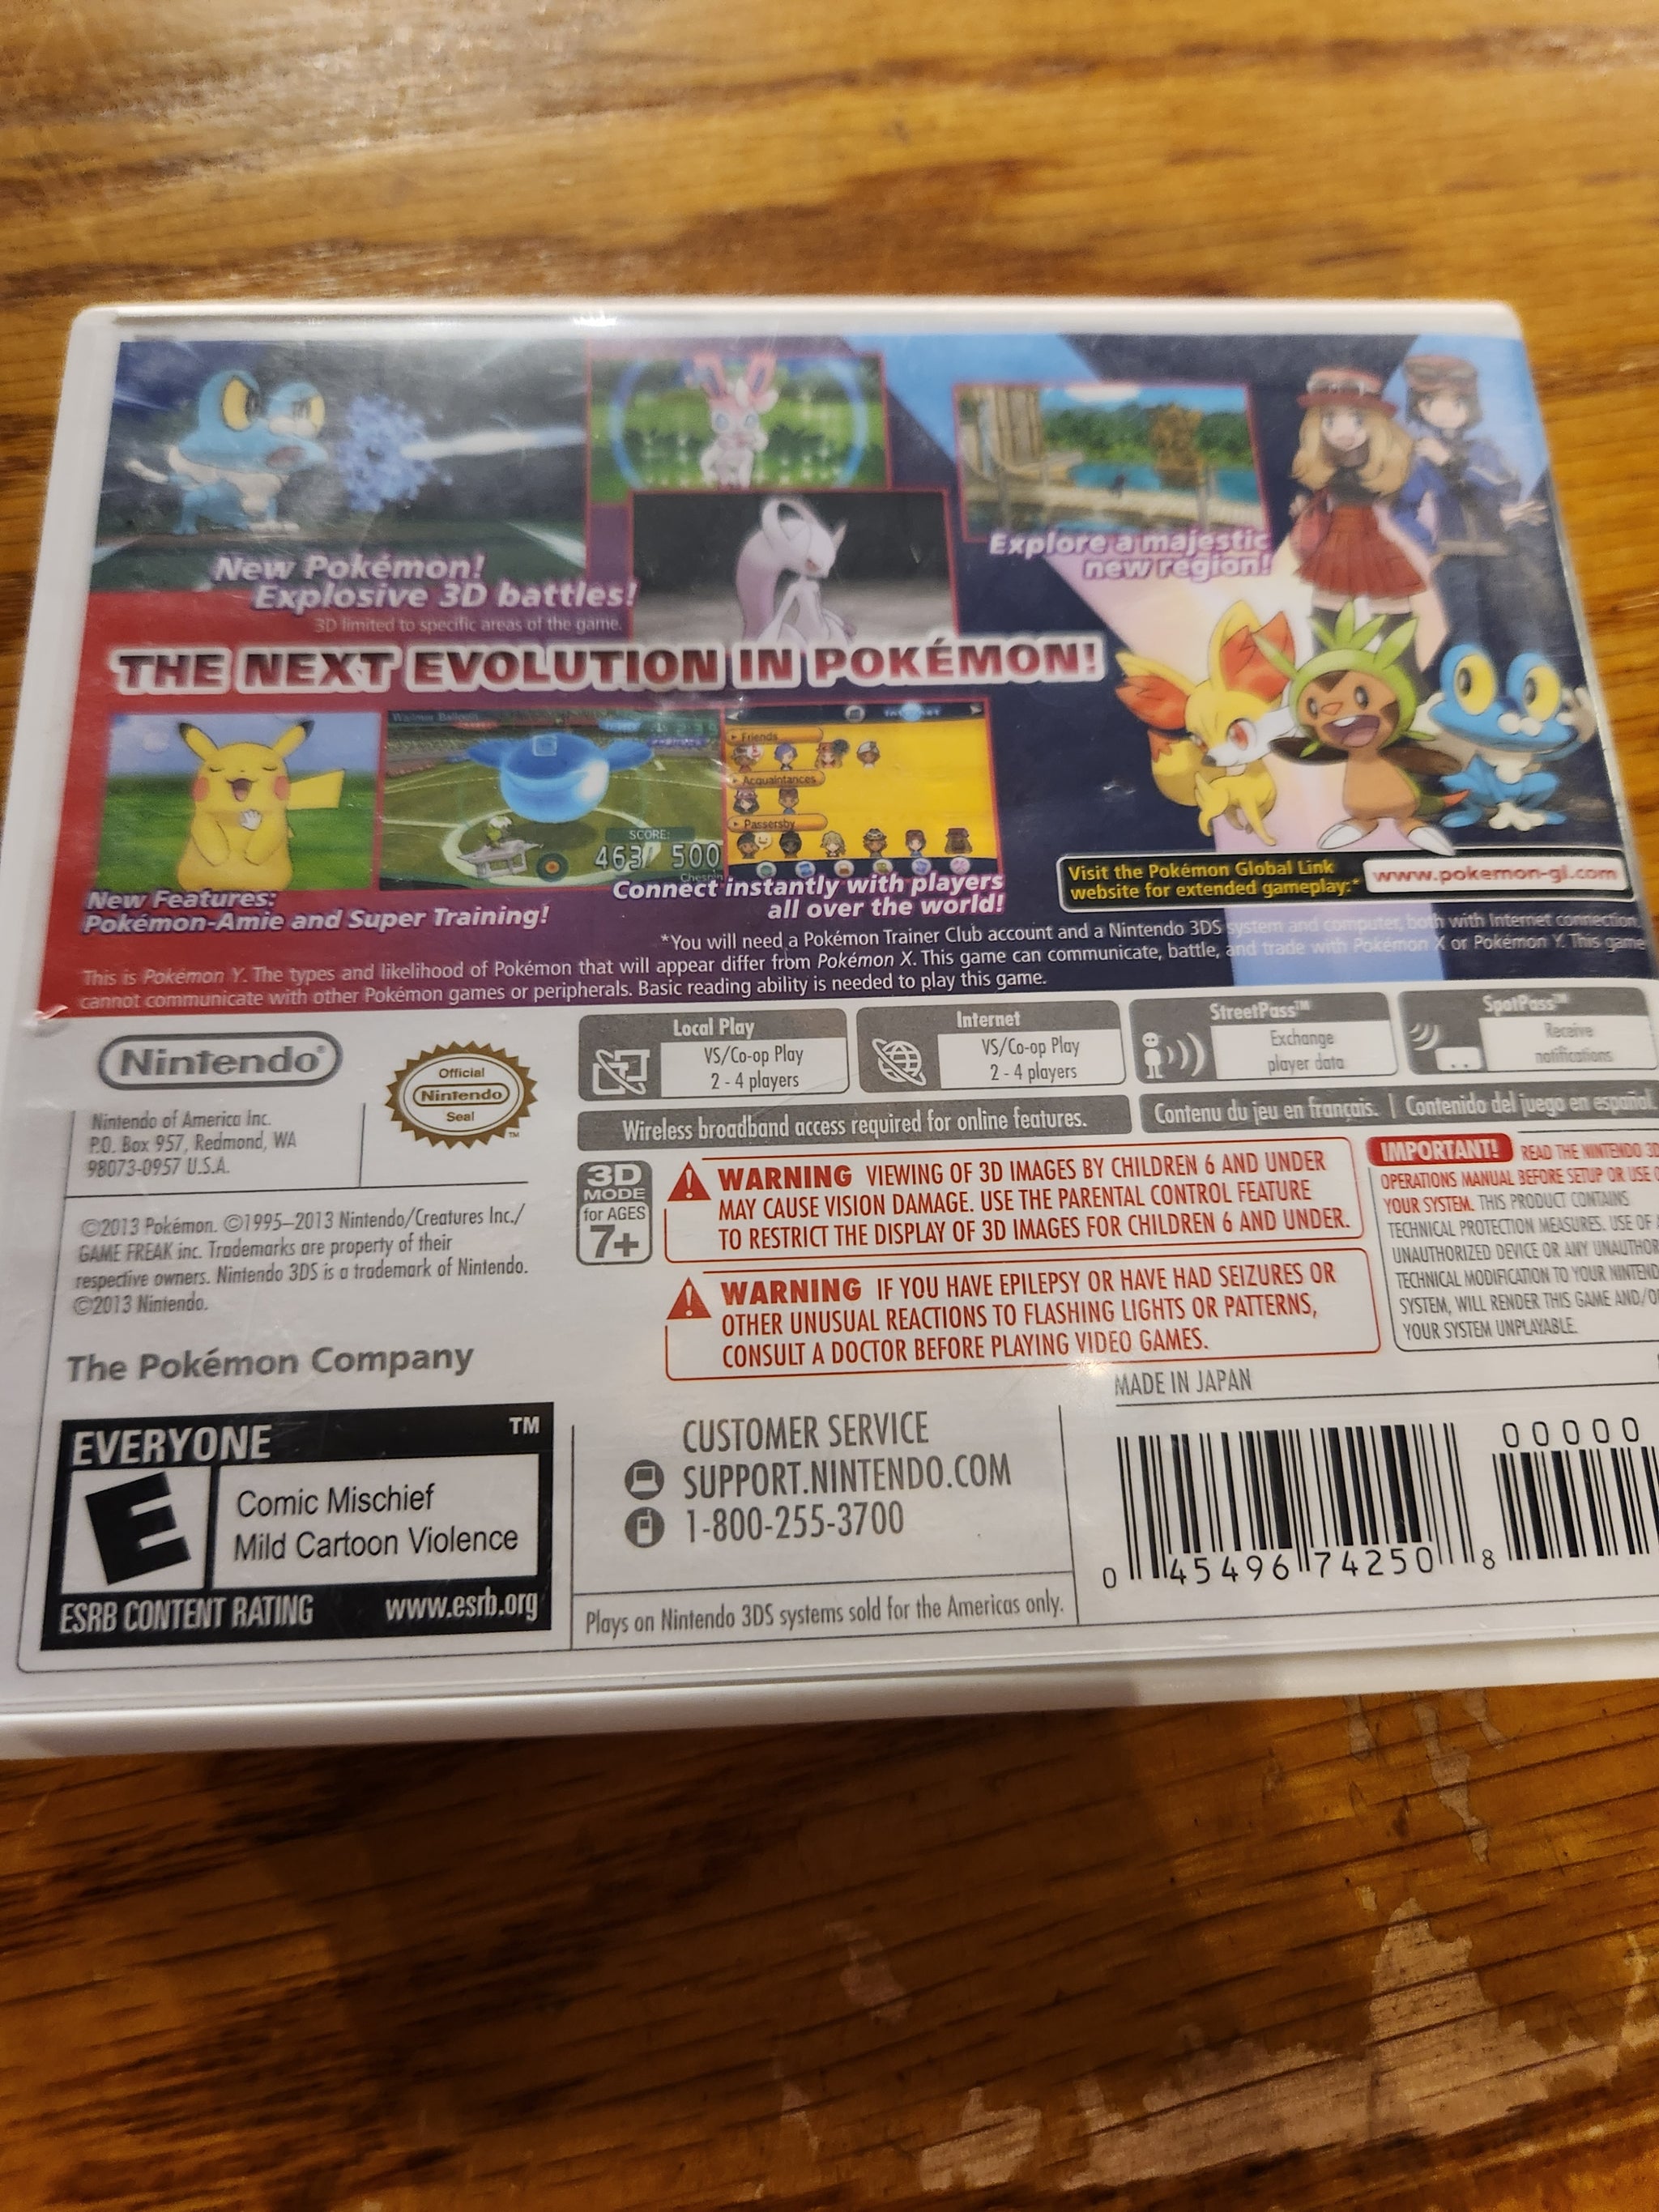 New Pokémon!
Explosive 3D battles!
3D limited to specific areas of the game.
Explore a majestic
new region!
THE NEXT EVOLUTION IN POKÉMON!
SCORE:
463/ 500
Chespin
Friends
Acquaintances
Passersby
Internet
New Features:
Pokémon-Amie and Super Training!
Connect instantly with players
all over the world!
Visit the Pokémon Global Link
website for extended gameplay:*
www.pokemon-gl.com
*You will need a Pokémon Trainer Club account and a Nintendo 3DS system and computer, both with Internet connection.
This is Pokémon Y. The types and likelihood of Pokémon that will appear differ from Pokémon X. This game can communicate, battle, and trade with Pokémon X or Pokémon Y. This game
cannot communicate with other Pokémon games or peripherals. Basic reading ability is needed to play this game.
Nintendo®
Official
Nintendo
Seal
TM
Nintendo of America Inc.
P.O. Box 957, Redmond, WA
98073-0957 U.S.A.
©2013 Pokémon. ©1995–2013 Nintendo/Creatures Inc./
GAME FREAK inc. Trademarks are property of their
respective owners. Nintendo 3DS is a trademark of Nintendo.
©2013 Nintendo.
The Pokémon Company
EVERYONE
TM
E
Comic Mischief
Mild Cartoon Violence
ESRB CONTENT RATING www.esrb.org
Local Play
VS/Co-op Play
2 - 4 players
Internet
VS/Co-op Play
2 - 4 players
StreetPass™
Exchange
player data
SpotPass™
Receive
notifications
Wireless broadband access required for online features.
Contenu du jeu en français. | Contenido del juego en español.
3D
MODE
for AGES
7+
WARNING VIEWING OF 3D IMAGES BY CHILDREN 6 AND UNDER
MAY CAUSE VISION DAMAGE. USE THE PARENTAL CONTROL FEATURE
TO RESTRICT THE DISPLAY OF 3D IMAGES FOR CHILDREN 6 AND UNDER.
WARNING IF YOU HAVE EPILEPSY OR HAVE HAD SEIZURES OR
OTHER UNUSUAL REACTIONS TO FLASHING LIGHTS OR PATTERNS,
CONSULT A DOCTOR BEFORE PLAYING VIDEO GAMES.
IMPORTANT! READ THE NINTENDO 3D
OPERATIONS MANUAL BEFORE SETUP OR USE O
YOUR SYSTEM. THIS PRODUCT CONTAINS
TECHNICAL PROTECTION MEASURES. USE OF A
UNAUTHORIZED DEVICE OR ANY UNAUTHOR
TECHNICAL MODIFICATION TO YOUR NINTEND
SYSTEM, WILL RENDER THIS GAME AND/O
YOUR SYSTEM UNPLAYABLE.
MADE IN JAPAN
CUSTOMER SERVICE
SUPPORT.NINTENDO.COM
1-800-255-3700
Plays on Nintendo 3DS systems sold for the Americas only.
0 45496 74250 8
00000